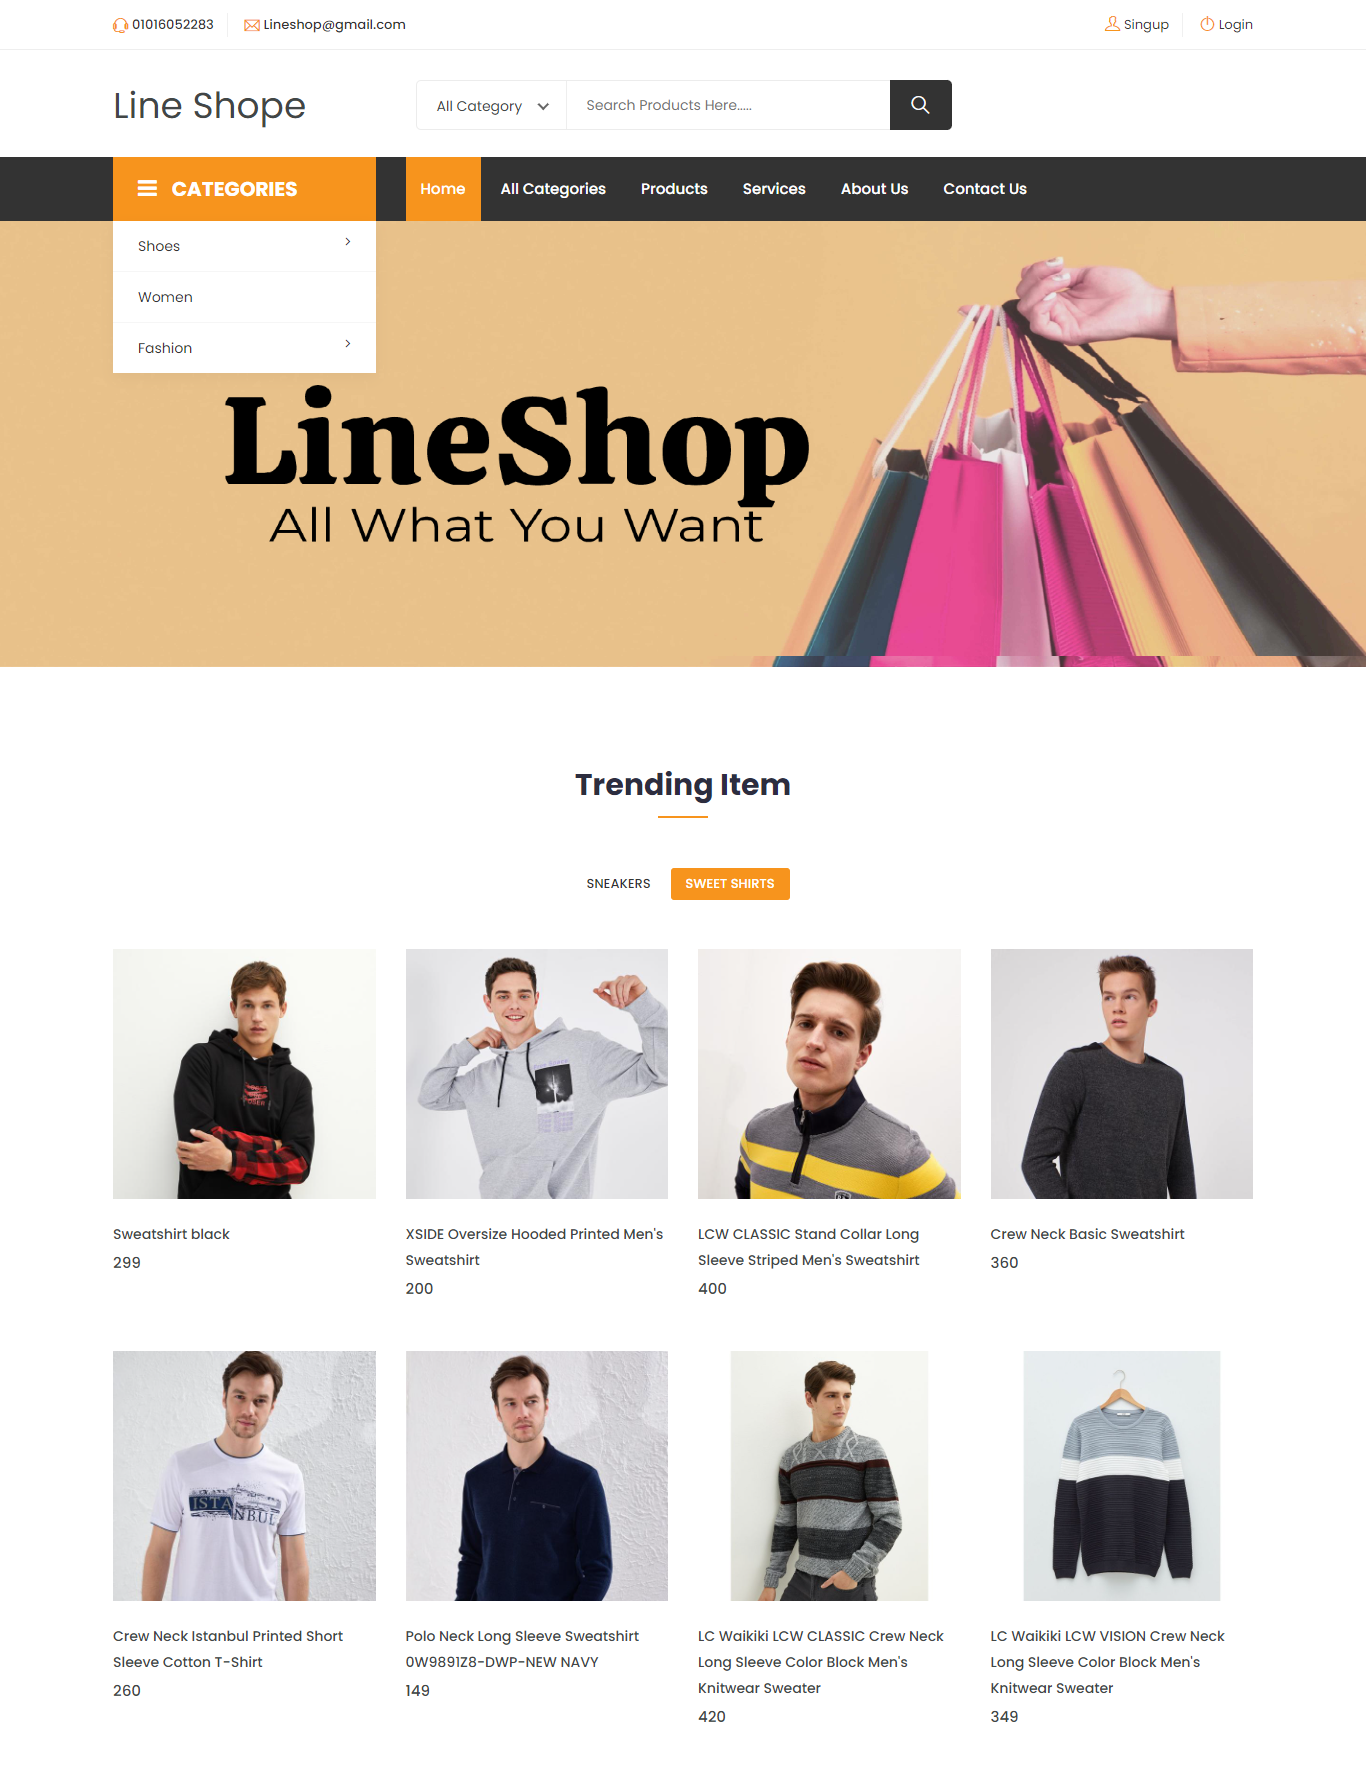 01016052283
Lineshop@gmail.com
Singup
Login
Line Shope
All Category
Search Products Here.....
CATEGORIES
Home
All Categories
Products
Services
About Us
Contact Us
Shoes
Women
Fashion
LineShop
All What You Want
Trending Item
SNEAKERS
SWEET SHIRTS
Sweatshirt black
299
XSIDE Oversize Hooded Printed Men's
Sweatshirt
200
LCW CLASSIC Stand Collar Long
Sleeve Striped Men's Sweatshirt
400
Crew Neck Basic Sweatshirt
360
ISTANBUL
Crew Neck Istanbul Printed Short
Sleeve Cotton T-Shirt
260
Polo Neck Long Sleeve Sweatshirt
0W9891Z8-DWP-NEW NAVY
149
LC Waikiki LCW CLASSIC Crew Neck
Long Sleeve Color Block Men's
Knitwear Sweater
420
LC Waikiki LCW VISION Crew Neck
Long Sleeve Color Block Men's
Knitwear Sweater
349